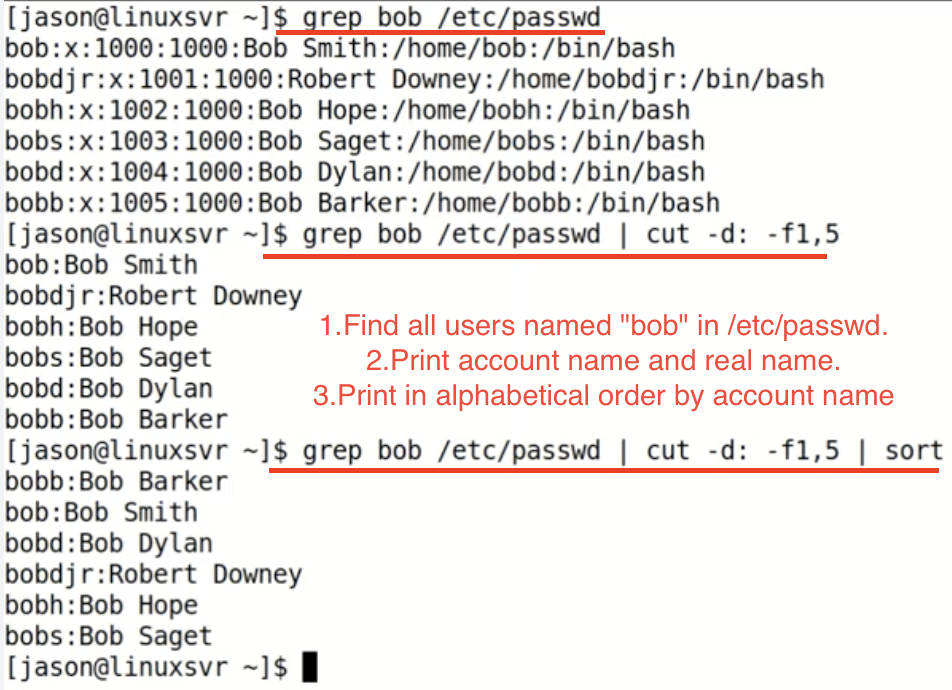 [jason@linuxsvr ~]$ grep bob /etc/passwd
bob:x:1000:1000:Bob Smith:/home/bob:/bin/bash
bobdjr:x:1001:1000:Robert Downey:/home/bobdjr:/bin/bash
bobh:x:1002:1000:Bob Hope:/home/bobh:/bin/bash
bobs:x:1003:1000:Bob Saget:/home/bobs:/bin/bash
bobd:x:1004:1000:Bob Dylan:/home/bobd:/bin/bash
bobb:x:1005:1000:Bob Barker:/home/bobb:/bin/bash
[jason@linuxsvr ~]$ grep bob /etc/passwd | cut -d: -f1,5
bob:Bob Smith
bobdjr:Robert Downey
bobh:Bob Hope
bobs:Bob Saget
bobd:Bob Dylan
bobb:Bob Barker
1.Find all users named "bob" in /etc/passwd.
2.Print account name and real name.
3.Print in alphabetical order by account name
[jason@linuxsvr ~]$ grep bob /etc/passwd | cut -d: -f1,5 | sort
bobb:Bob Barker
bob:Bob Smith
bobd:Bob Dylan
bobdjr:Robert Downey
bobh:Bob Hope
bobs:Bob Saget
[jason@linuxsvr ~]$